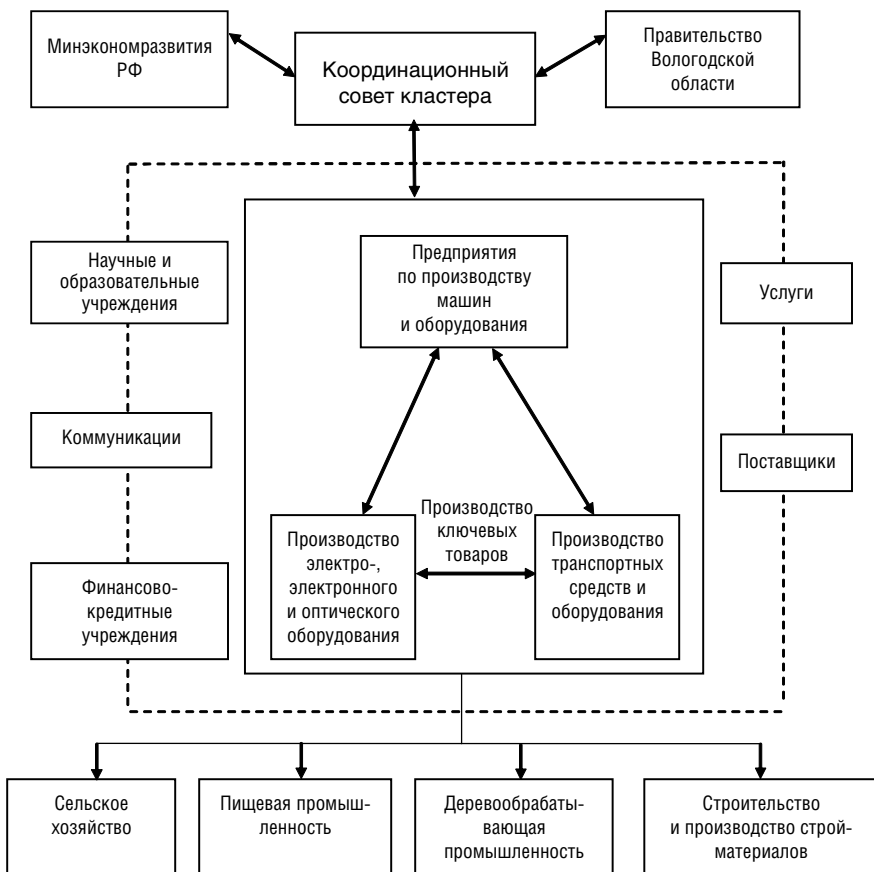 Минэкономразвития
РФ
Координационный
совет кластера
Правительство
Вологодской
области
Научные и
образовательные
учреждения
Предприятия
по производству
машин
и оборудования
Услуги
Коммуникации
Поставщики
Производство
ключевых
товаров
Финансово-
кредитные
учреждения
Производство
электро-,
электронного
и оптического
оборудования
Производство
транспортных
средств и
оборудования
Сельское
хозяйство
Пищевая промыш-
ленность
Деревообрабаты-
вающая
промышленность
Строительство
и производство строй-
материалов